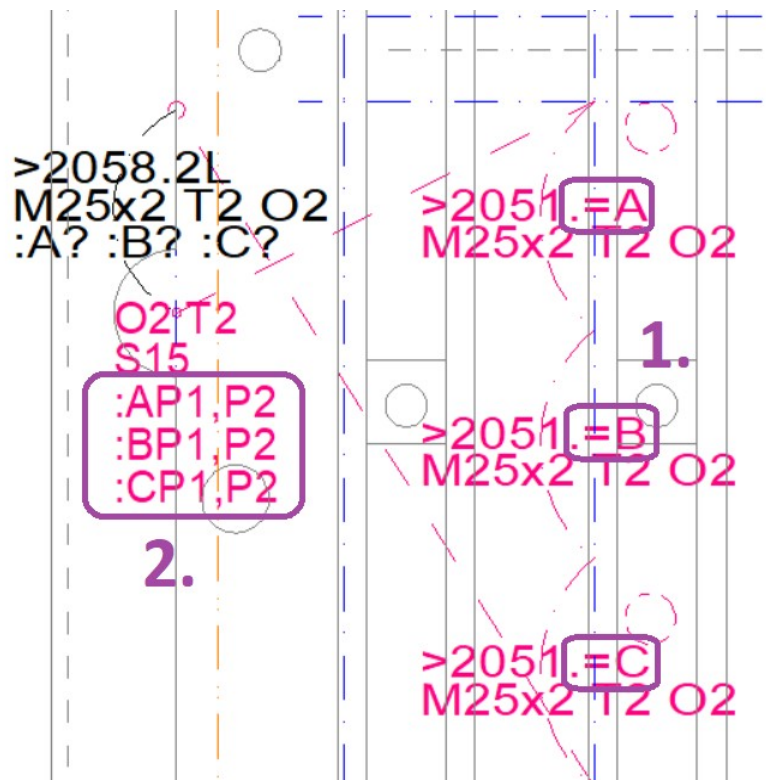 >2058.2L
M25x2 T2 O2
:A? :B? :C?
O2 T2
S15
:AP1,P2
:BP1,P2
:CP1,P2
2.
>2051.=A
M25x2 T2 O2
1.
>2051.=B
M25x2 T2 O2
>2051.=C
M25x2 T2 O2